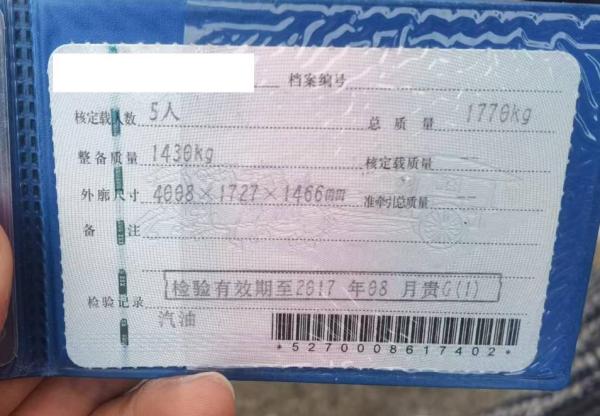 档案编号
核定载人数 5人 总质量 1770kg
整备质量 1430kg 核定载质量 --
外廓尺寸 4008×1727×1466mm 准牵引总质量 --
备注
检验记录 检验有效期至2017 年08 月贵G(1)
汽油
*5270008617402*